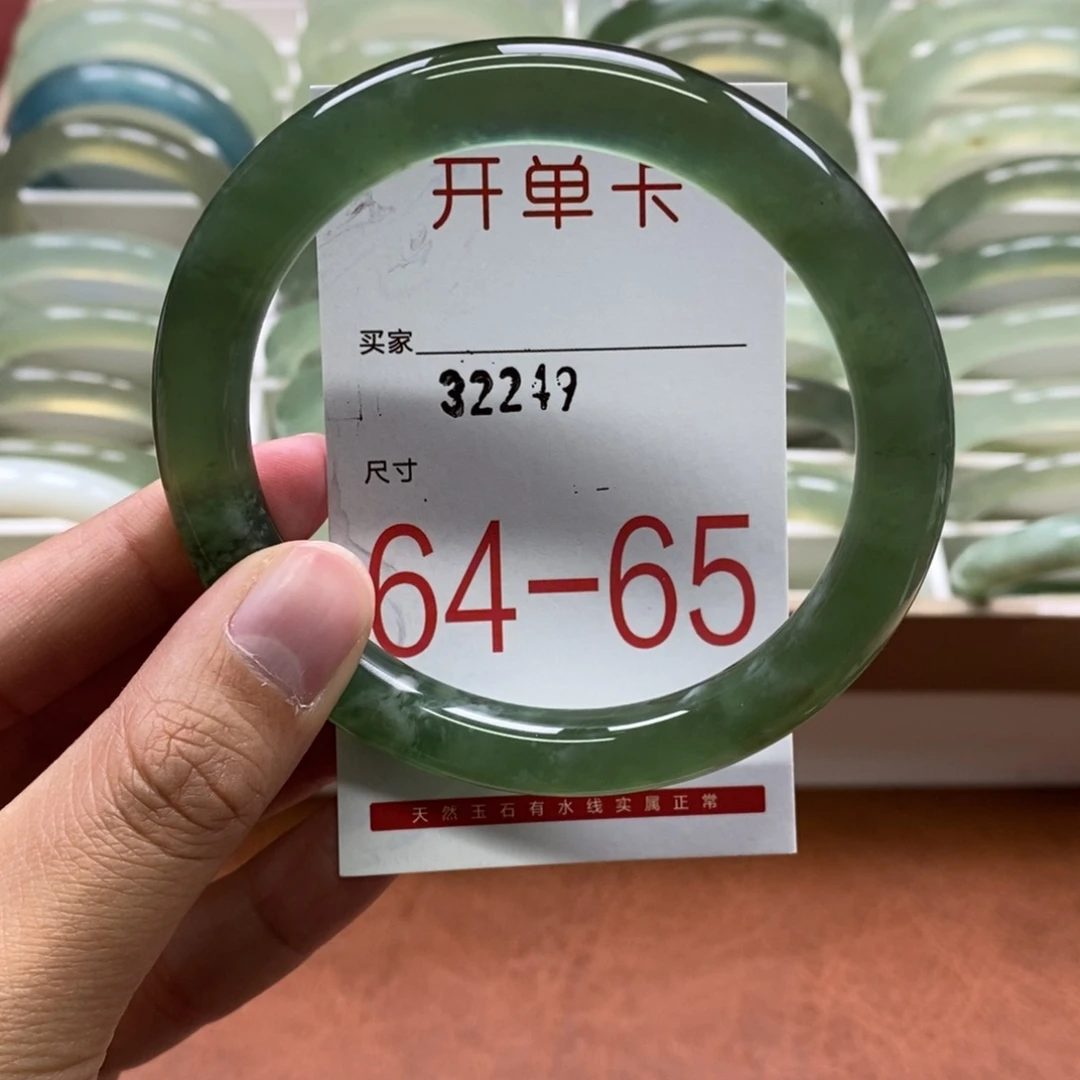 开单卡
买家
32249
尺寸
64-65
天然玉石有水线实属正常